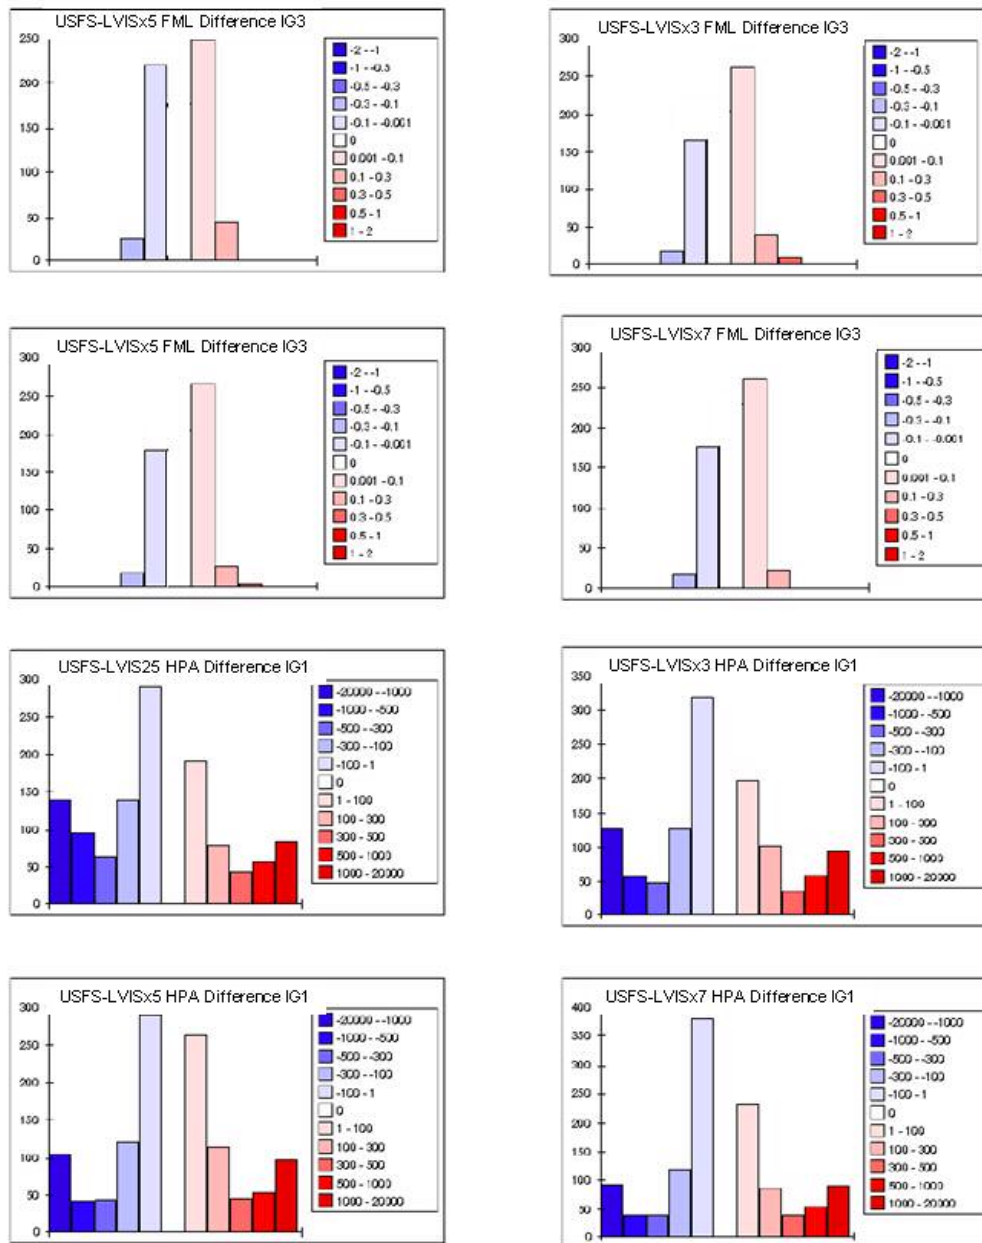 USFS-LVISx5 FML Difference IG3
250
200
150
100
50
0
-2 - -1
-1 - -0.5
-0.5 - -0.3
-0.3 - -0.1
-0.1 - -0.001
0
0.001 - 0.1
0.1 - 0.3
0.3 - 0.5
0.5 - 1
1 - 2
USFS-LVISx3 FML Difference IG3
300
250
200
150
100
50
0
-2 - -1
-1 - -0.5
-0.5 - -0.3
-0.3 - -0.1
-0.1 - -0.001
0
0.001 - 0.1
0.1 - 0.3
0.3 - 0.5
0.5 - 1
1 - 2
USFS-LVISx5 FML Difference IG3
300
250
200
150
100
50
0
-2 - -1
-1 - -0.5
-0.5 - -0.3
-0.3 - -0.1
-0.1 - -0.001
0
0.001 - 0.1
0.1 - 0.3
0.3 - 0.5
0.5 - 1
1 - 2
USFS-LVISx7 FML Difference IG3
300
250
200
150
100
50
0
-2 - -1
-1 - -0.5
-0.5 - -0.3
-0.3 - -0.1
-0.1 - -0.001
0
0.001 - 0.1
0.1 - 0.3
0.3 - 0.5
0.5 - 1
1 - 2
USFS-LVIS25 HPA Difference IG1
300
250
200
150
100
50
0
-20000 - -1000
-1000 - -500
-500 - -300
-300 - -100
-100 - 1
0
1 - 100
100 - 300
300 - 500
500 - 1000
1000 - 20000
USFS-LVISx3 HPA Difference IG1
350
300
250
200
150
100
50
0
-20000 - -1000
-1000 - -500
-500 - -300
-300 - -100
-100 - 1
0
1 - 100
100 - 300
300 - 500
500 - 1000
1000 - 20000
USFS-LVISx5 HPA Difference IG1
300
250
200
150
100
50
0
-20000 - -1000
-1000 - -500
-500 - -300
-300 - -100
-100 - 1
0
1 - 100
100 - 300
300 - 500
500 - 1000
1000 - 20000
USFS-LVISx7 HPA Difference IG1
400
350
300
250
200
150
100
50
0
-20000 - -1000
-1000 - -500
-500 - -300
-300 - -100
-100 - 1
0
1 - 100
100 - 300
300 - 500
500 - 1000
1000 - 20000